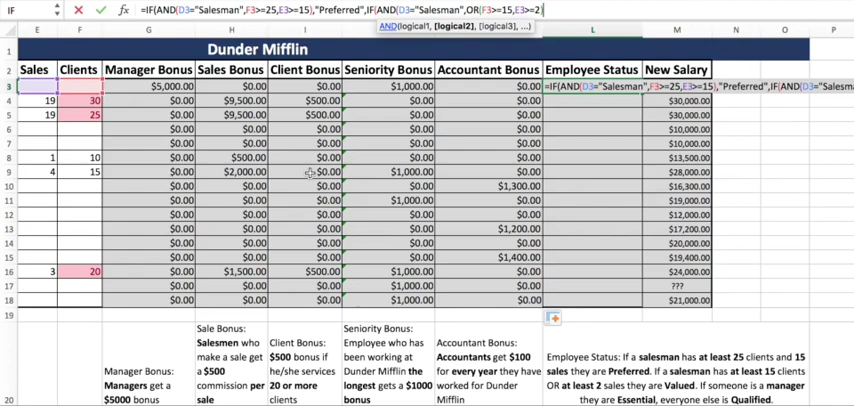 IF =IF(AND(D3="Salesman",F3>=25,E3>=15),"Preferred",IF(AND(D3="Salesman",OR(F3>=15,E3>=2)
AND(logical1, [logical2], [logical3], ...)
E F G H I J K L M N O P
1 Dunder Mifflin
2 Sales Clients Manager Bonus Sales Bonus Client Bonus Seniority Bonus Accountant Bonus Employee Status New Salary
3 $5,000.00 $0.00 $0.00 $1,000.00 $0.00 =IF(AND(D3="Salesman",F3>=25,E3>=15),"Preferred",IF(AND(D3="Salesma
4 19 30 $0.00 $9,500.00 $500.00 $0.00 $0.00 $30,000.00
5 19 25 $0.00 $9,500.00 $500.00 $0.00 $0.00 $30,000.00
6 $0.00 $0.00 $0.00 $0.00 $0.00 $10,000.00
7 $0.00 $0.00 $0.00 $0.00 $0.00 $10,000.00
8 1 10 $0.00 $500.00 $0.00 $0.00 $0.00 $13,500.00
9 4 15 $0.00 $2,000.00 $0.00 $1,000.00 $0.00 $28,000.00
10 $0.00 $0.00 $0.00 $0.00 $1,300.00 $16,300.00
11 $0.00 $0.00 $0.00 $1,000.00 $0.00 $19,000.00
12 $0.00 $0.00 $0.00 $0.00 $0.00 $12,000.00
13 $0.00 $0.00 $0.00 $0.00 $1,200.00 $17,200.00
14 $0.00 $0.00 $0.00 $0.00 $0.00 $20,000.00
15 $0.00 $0.00 $0.00 $0.00 $1,400.00 $19,400.00
16 3 20 $0.00 $1,500.00 $500.00 $1,000.00 $0.00 $24,000.00
17 $0.00 $0.00 $0.00 $1,000.00 $0.00 ???
18 $0.00 $0.00 $0.00 $1,000.00 $0.00 $21,000.00
19
20
Manager Bonus:
Managers get a
$5000 bonus
Sale Bonus:
Salesmen who
make a sale get
a $500
commission per
sale
Client Bonus:
$500 bonus if
he/she services
20 or more
clients
Seniority Bonus:
Employee who has
been working at
Dunder Mifflin the
longest gets a $1000
bonus
Accountant Bonus:
Accountants get $100
for every year they have
worked for Dunder
Mifflin
Employee Status: If a salesman has at least 25 clients and 15
sales they are Preferred. If a salesman has at least 15 clients
OR at least 2 sales they are Valued. If someone is a manager
they are Essential, everyone else is Qualified.